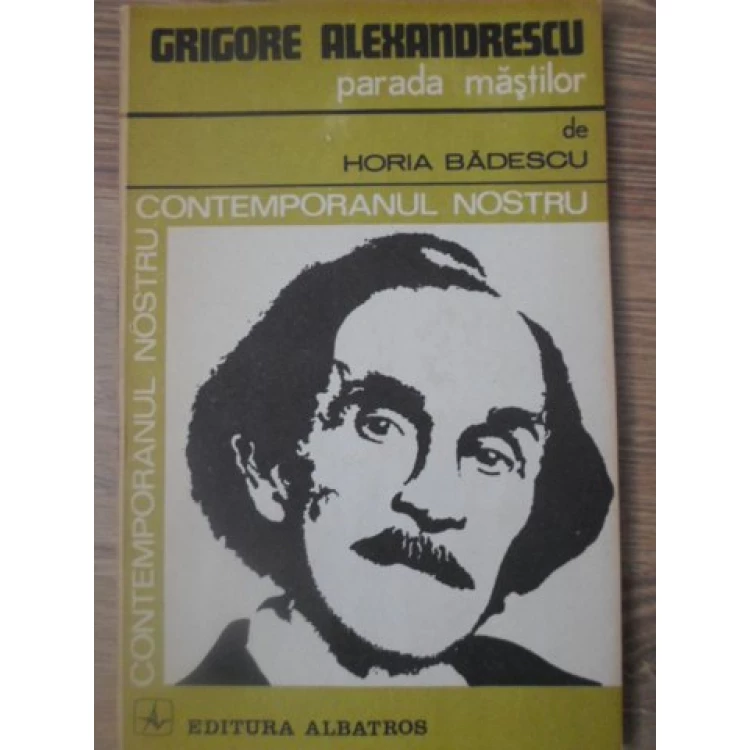 GRIGORE ALEXANDRESCU
parada măştilor
de
HORIA BĂDESCU
CONTEMPORANUL NOSTRU
CONTEMPORANUL NOSTRU
EDITURA ALBATROS